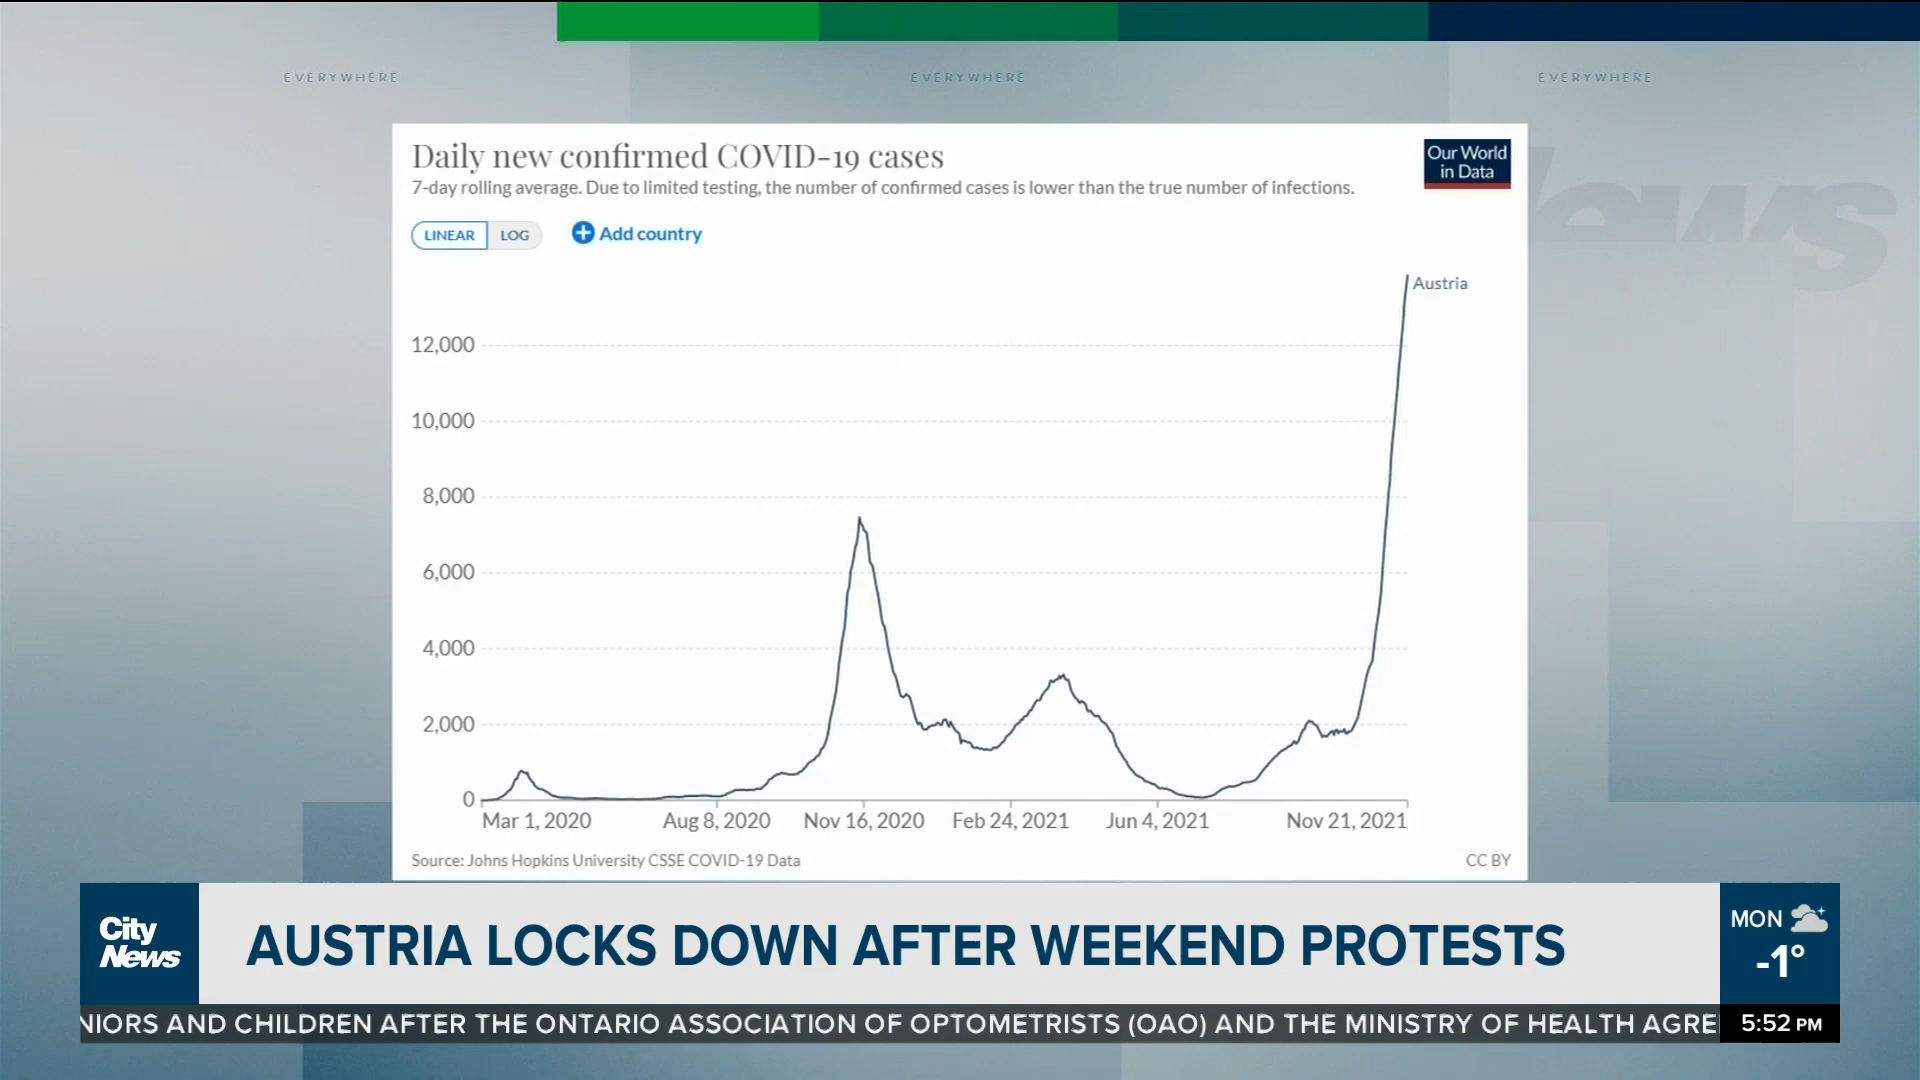 EVERYWHERE EVERYWHERE EVERYWHERE
Daily new confirmed COVID-19 cases
Our World
in Data
7-day rolling average. Due to limited testing, the number of confirmed cases is lower than the true number of infections.
LINEAR LOG Add country
News
Austria
12,000
10,000
8,000
6,000
4,000
2,000
0
Mar 1, 2020 Aug 8, 2020 Nov 16, 2020 Feb 24, 2021 Jun 4, 2021 Nov 21, 2021
Source: Johns Hopkins University CSSE COVID-19 Data CC BY
City
News
AUSTRIA LOCKS DOWN AFTER WEEKEND PROTESTS
MON
-1°
NIORS AND CHILDREN AFTER THE ONTARIO ASSOCIATION OF OPTOMETRISTS (OAO) AND THE MINISTRY OF HEALTH AGRE
5:52 PM